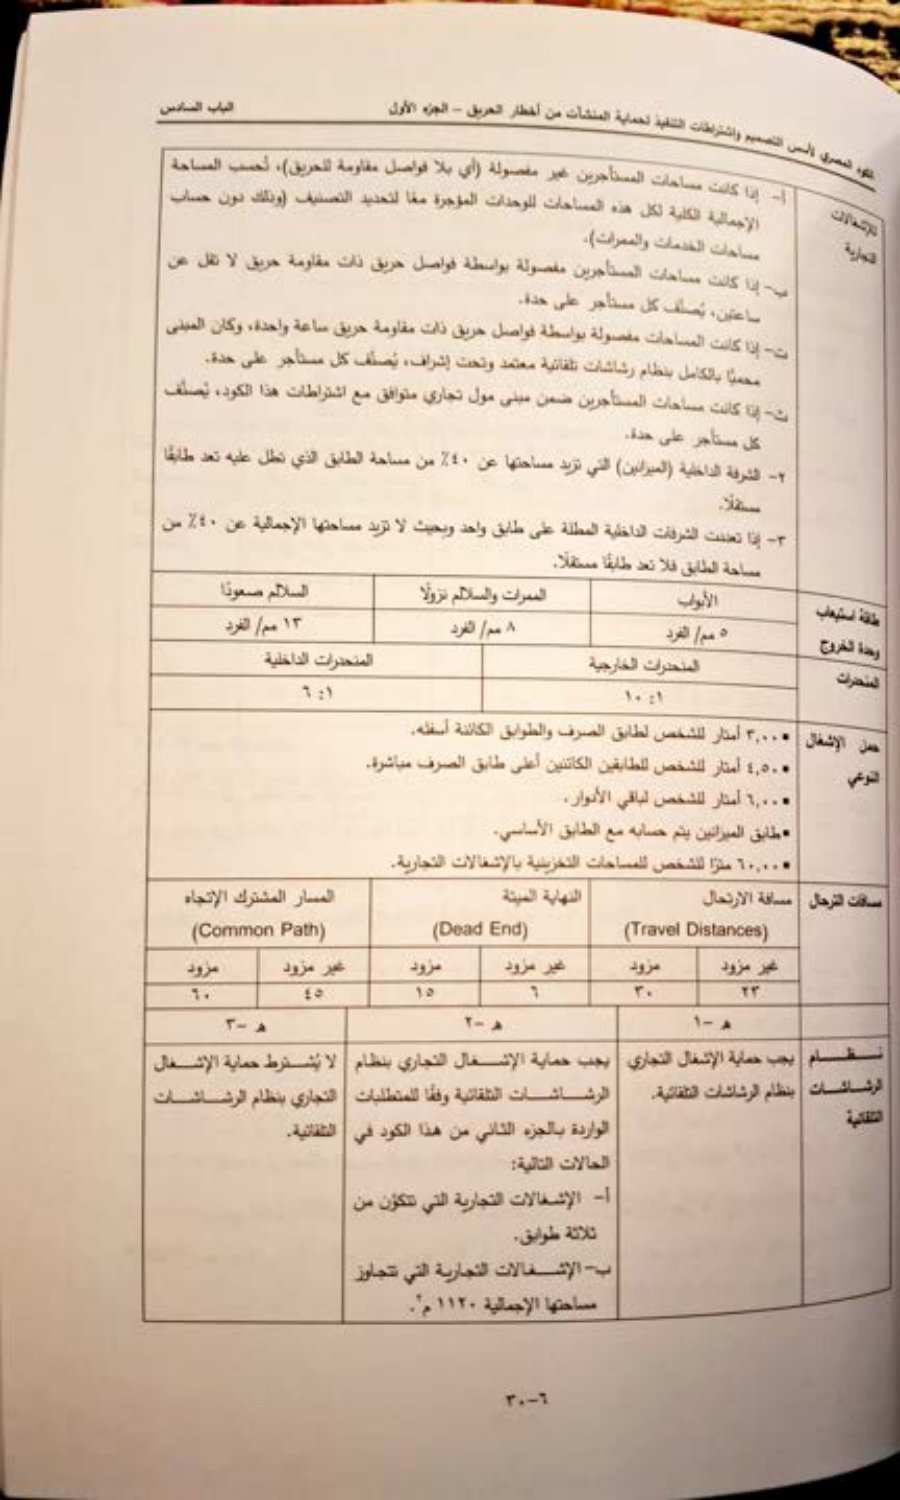 الكود المصري لأسس التصميم واشتراطات التنفيذ لحماية المنشآت من أخطار الحريق – الجزء الأول
الباب السادس
للإشغالات
التجارية
أ- إذا كانت مساحات المستأجرين غير مفصولة (أي بلا فواصل مقاومة للحريق)، تُحسب المساحة
الإجمالية الكلية لكل هذه المساحات للوحدات المؤجرة معًا لتحديد التصنيف (وذلك دون حساب
مساحات الخدمات والممرات).
ب- إذا كانت مساحات المستأجرين مفصولة بواسطة فواصل حريق ذات مقاومة حريق لا تقل عن
ساعتين، يُصنَّف كل مستأجر على حدة.
ت- إذا كانت المساحات مفصولة بواسطة فواصل حريق ذات مقاومة حريق ساعة واحدة، وكان المبنى
محميًا بالكامل بنظام رشاشات تلقائية معتمد وتحت إشراف، يُصنَّف كل مستأجر على حدة.
ث- إذا كانت مساحات المستأجرين ضمن مبنى مول تجاري متوافق مع اشتراطات هذا الكود، يُصنَّف
كل مستأجر على حدة.
٢- الشرفة الداخلية (الميزانين) التي تزيد مساحتها عن ٤٠٪ من مساحة الطابق الذي تطل عليه تعد طابقًا
مستقلًا.
٣- إذا تعددت الشرفات الداخلية المطلة على طابق واحد وبحيث لا تزيد مساحتها الإجمالية عن ٤٠٪ من
مساحة الطابق فلا تعد طابقًا مستقلًا.
طاقة استيعاب
وحدة الخروج
الأبواب
الممرات والسلالم نزولًا
السلالم صعودًا
٥ مم/ الفرد
٨ مم/ الفرد
١٣ مم/ الفرد
المنحدرات
المنحدرات الخارجية
المنحدرات الداخلية
١: ١٠
١: ٦
حمل الإشغال
النوعي
• ٣,٠٠ أمتار للشخص لطابق الصرف والطوابق الكائنة أسفله.
• ٤,٥٠ أمتار للشخص للطابقين الكائنين أعلى طابق الصرف مباشرة.
• ٦,٠٠ أمتار للشخص لباقي الأدوار.
• طابق الميزانين يتم حسابه مع الطابق الأساسي.
• ٦٠,٠٠ مترًا للشخص للمساحات التخزينية بالإشغالات التجارية.
مسافات الترحال
مسافة الارتحال
(Travel Distances)
النهاية الميتة
(Dead End)
المسار المشترك الإتجاه
(Common Path)
غير مزود
مزود
غير مزود
مزود
غير مزود
مزود
٢٣
٣٠
٦
١٥
٤٥
٦٠
هـ -١
هـ -٢
هـ -٣
نظام
الرشاشات
التلقائية
يجب حماية الإشغال التجاري
بنظام الرشاشات التلقائية.
يجب حماية الإشغال التجاري بنظام
الرشاشات التلقائية وفقًا للمتطلبات
الواردة بالجزء الثاني من هذا الكود في
الحالات التالية:
أ- الإشغالات التجارية التي تتكوّن من
ثلاثة طوابق.
ب- الإشغالات التجارية التي تتجاوز
مساحتها الإجمالية ١١٢٠ م٢.
لا يُشترط حماية الإشغال
التجاري بنظام الرشاشات
التلقائية.
٦-٣٠